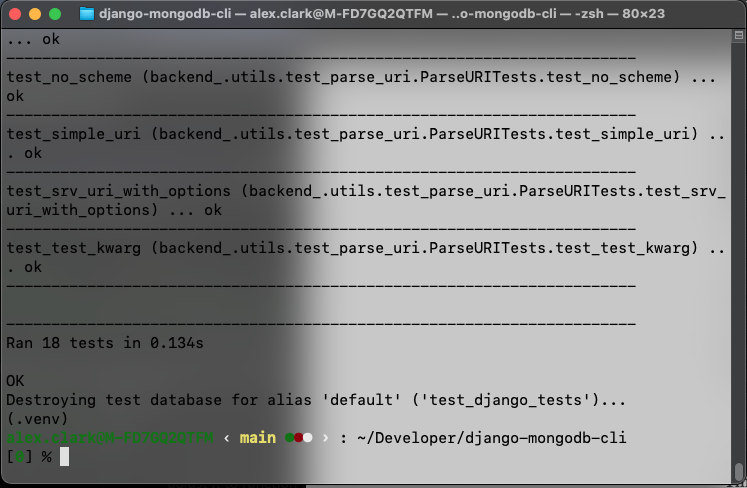 django-mongodb-cli — alex.clark@M-FD7GQ2QTFM — ..o-mongodb-cli — -zsh — 80×23
... ok
----------------------------------------------------------------------
test_no_scheme (backend_.utils.test_parse_uri.ParseURITests.test_no_scheme) ...
ok
----------------------------------------------------------------------
test_simple_uri (backend_.utils.test_parse_uri.ParseURITests.test_simple_uri) ..
. ok
----------------------------------------------------------------------
test_srv_uri_with_options (backend_.utils.test_parse_uri.ParseURITests.test_srv_
uri_with_options) ... ok
----------------------------------------------------------------------
test_test_kwarg (backend_.utils.test_parse_uri.ParseURITests.test_test_kwarg) ..
. ok
----------------------------------------------------------------------

----------------------------------------------------------------------
Ran 18 tests in 0.134s

OK
Destroying test database for alias 'default' ('test_django_tests')...
(.venv)
alex.clark@M-FD7GQ2QTFM ‹ main ●●● › : ~/Developer/django-mongodb-cli
[ ] %